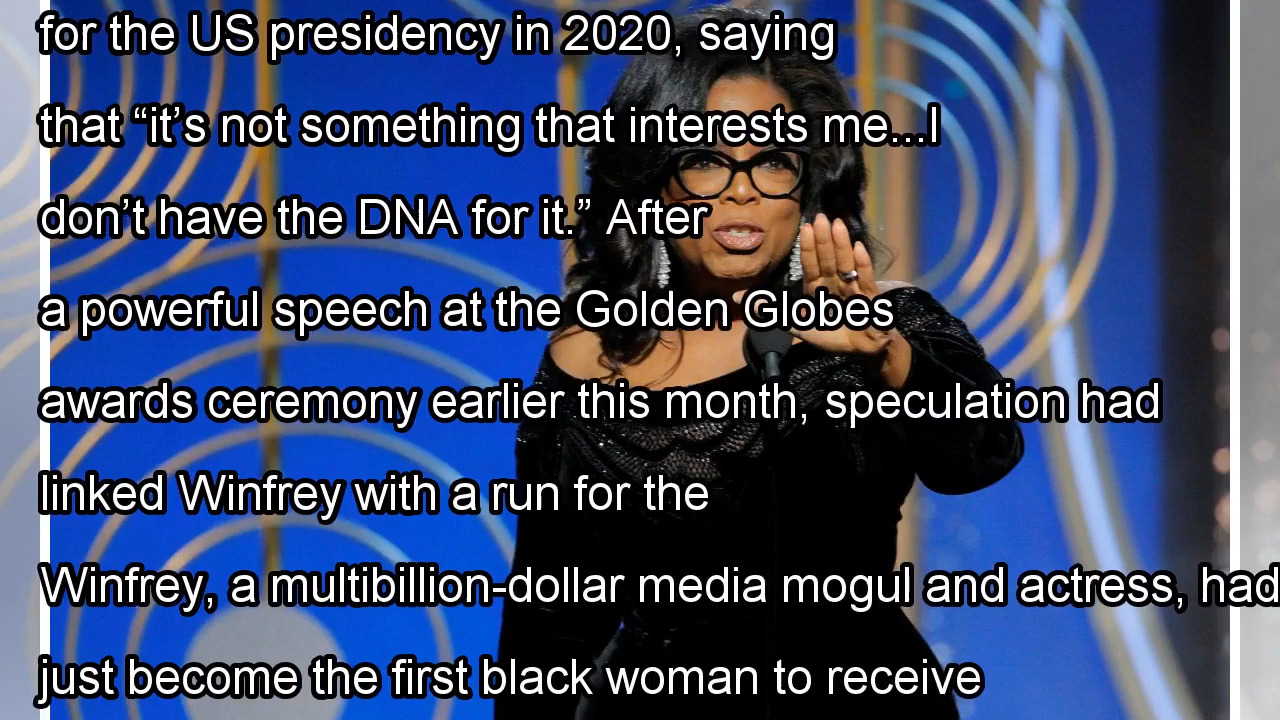 for the US presidency in 2020, saying
that “it’s not something that interests me...I
don’t have the DNA for it.” After
a powerful speech at the Golden Globes
awards ceremony earlier this month, speculation had
linked Winfrey with a run for the
Winfrey, a multibillion-dollar media mogul and actress, had
just become the first black woman to receive